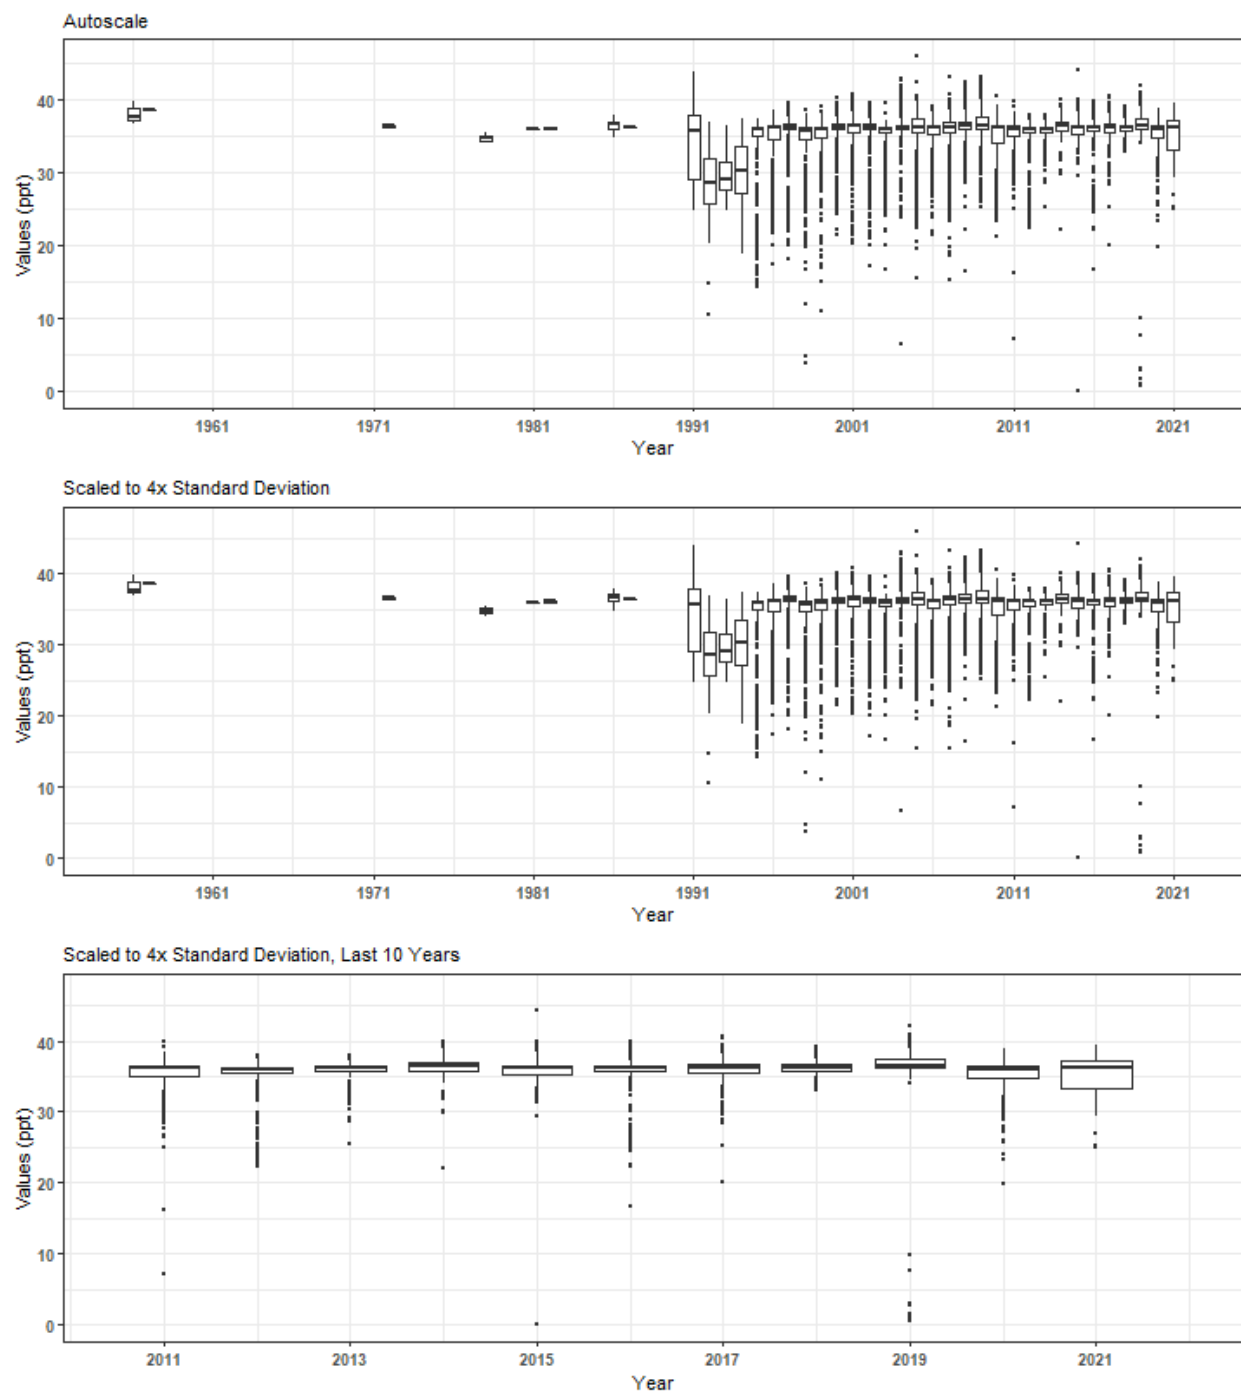 Autoscale
40
30
20
10
0
Values (ppt)
1961 1971 1981 1991 2001 2011 2021
Year
Scaled to 4x Standard Deviation
40
30
20
10
0
Values (ppt)
1961 1971 1981 1991 2001 2011 2021
Year
Scaled to 4x Standard Deviation, Last 10 Years
40
30
20
10
0
Values (ppt)
2011 2013 2015 2017 2019 2021
Year